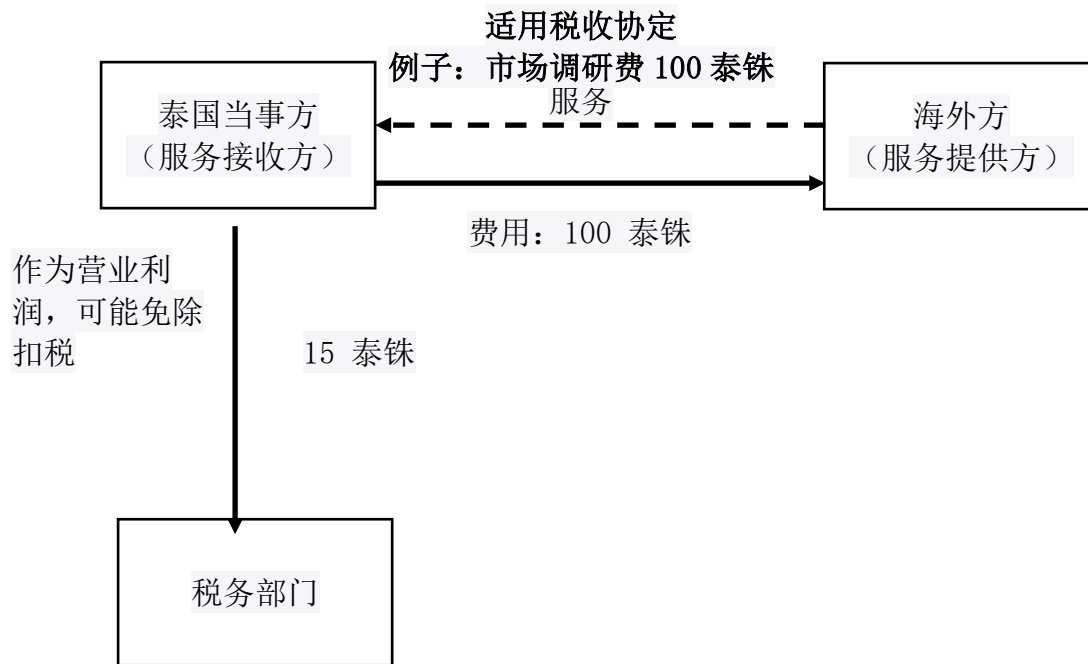 适用税收协定
例子：市场调研费 100 泰铢
服务
泰国当事方
（服务接收方）
海外方
（服务提供方）
费用：100 泰铢
作为营业利
润，可能免除
扣税
15 泰铢
税务部门